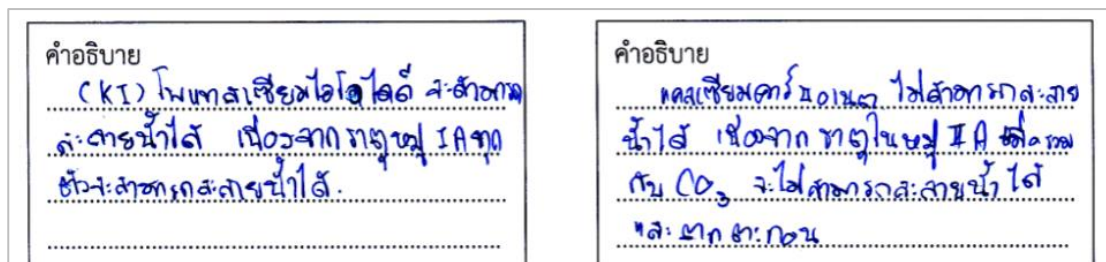 คำอธิบาย
(KI) โพแทสเซียมไอโอไดด์ จะสามารถ
ละลายน้ำได้ เนื่องจากธาตุหมู่ IA ทุก
ตัวจะสามารถละลายน้ำได้.
คำอธิบาย
แคลเซียมคาร์บอเนต ไม่สามารถละลาย
น้ำได้ เนื่องจาก ธาตุในหมู่ IIA เมื่อรวม
กับ CO₃ จะไม่สามารถละลายน้ำ ได้
และ ตกตะกอน